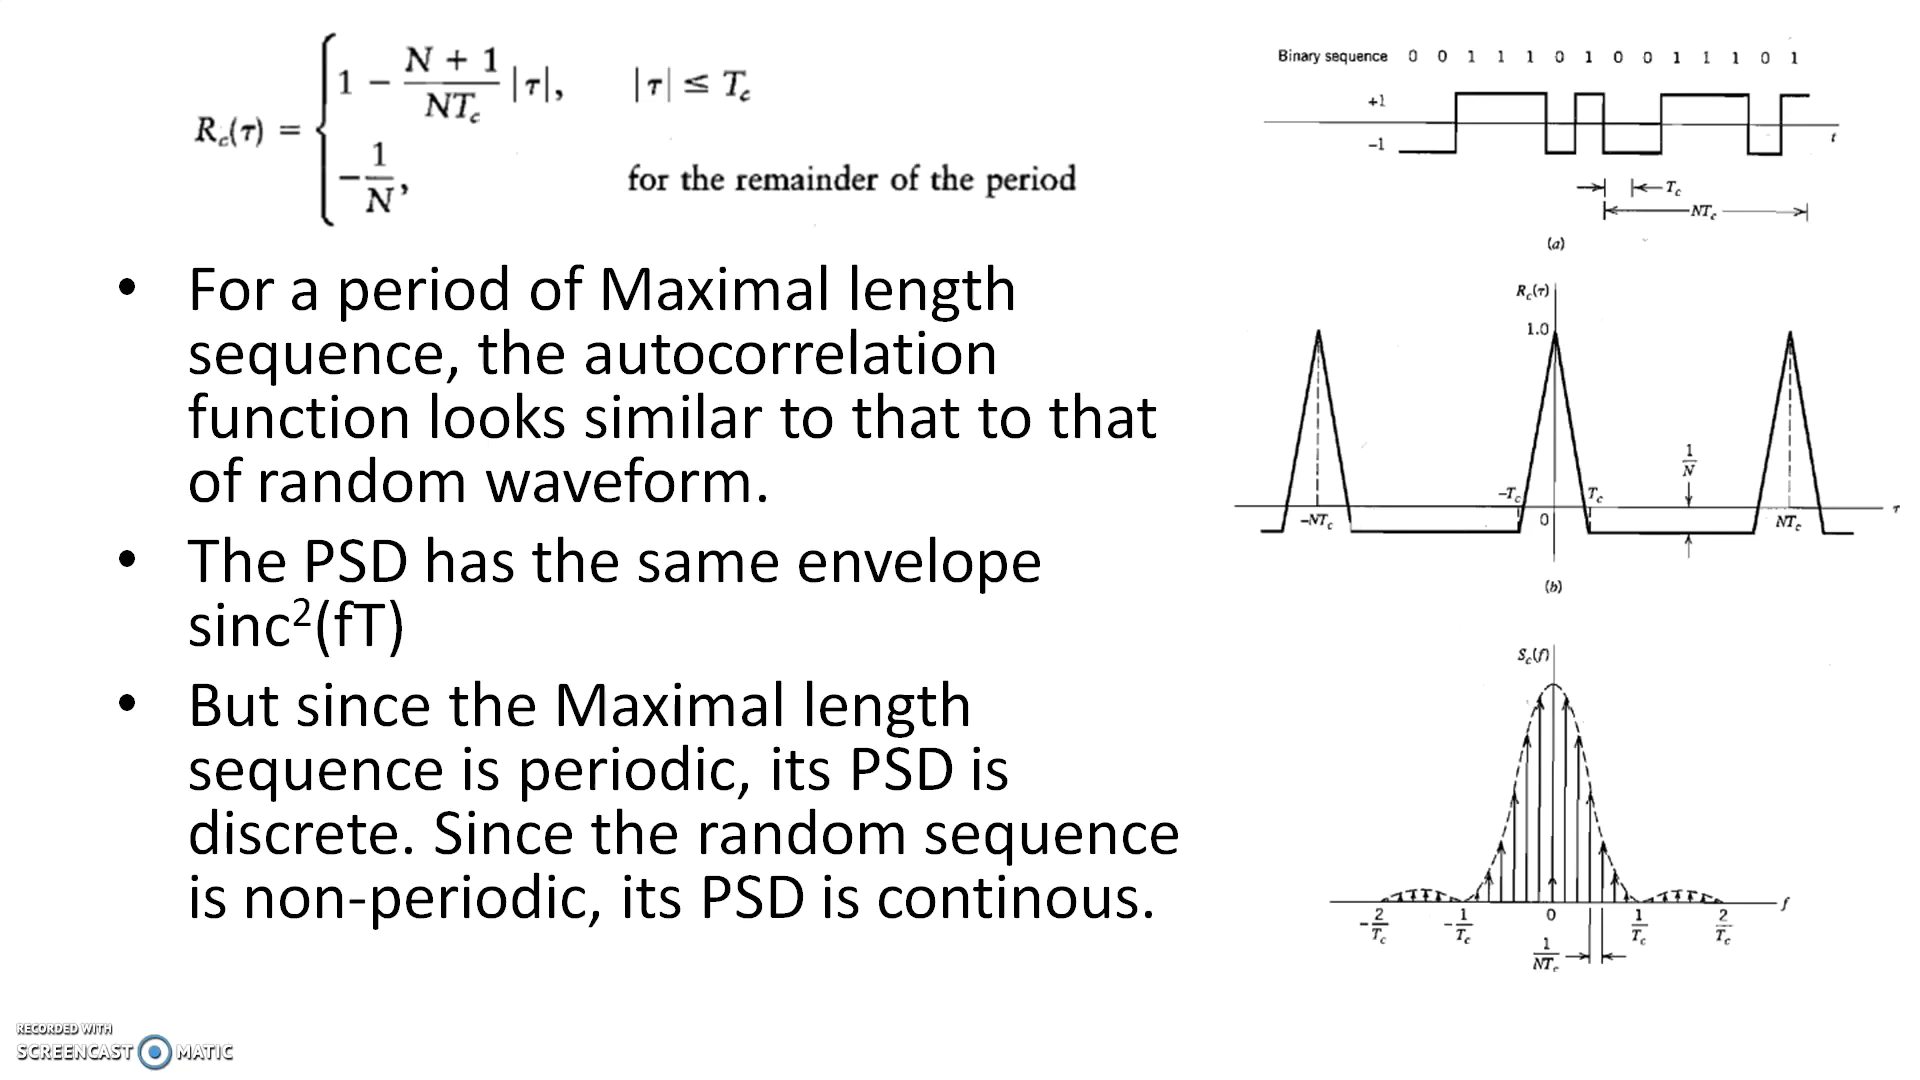 R_c(τ) = { 1 − (N + 1)/(NT_c) |τ|, |τ| ≤ T_c
−1/N, for the remainder of the period
• For a period of Maximal length
sequence, the autocorrelation
function looks similar to that to that
of random waveform.
• The PSD has the same envelope
sinc²(fT)
• But since the Maximal length
sequence is periodic, its PSD is
discrete. Since the random sequence
is non-periodic, its PSD is continous.
Binary sequence 0 0 1 1 1 0 1 0 0 1 1 1 0 1
+1
−1
t
T_c
NT_c
(a)
R_c(τ)
1.0
1/N
−T_c T_c
−NT_c 0 NT_c τ
(b)
S_c(f)
−2/T_c −1/T_c 0 1/T_c 2/T_c f
1/NT_c
RECORDED WITH
SCREENCAST MATIC